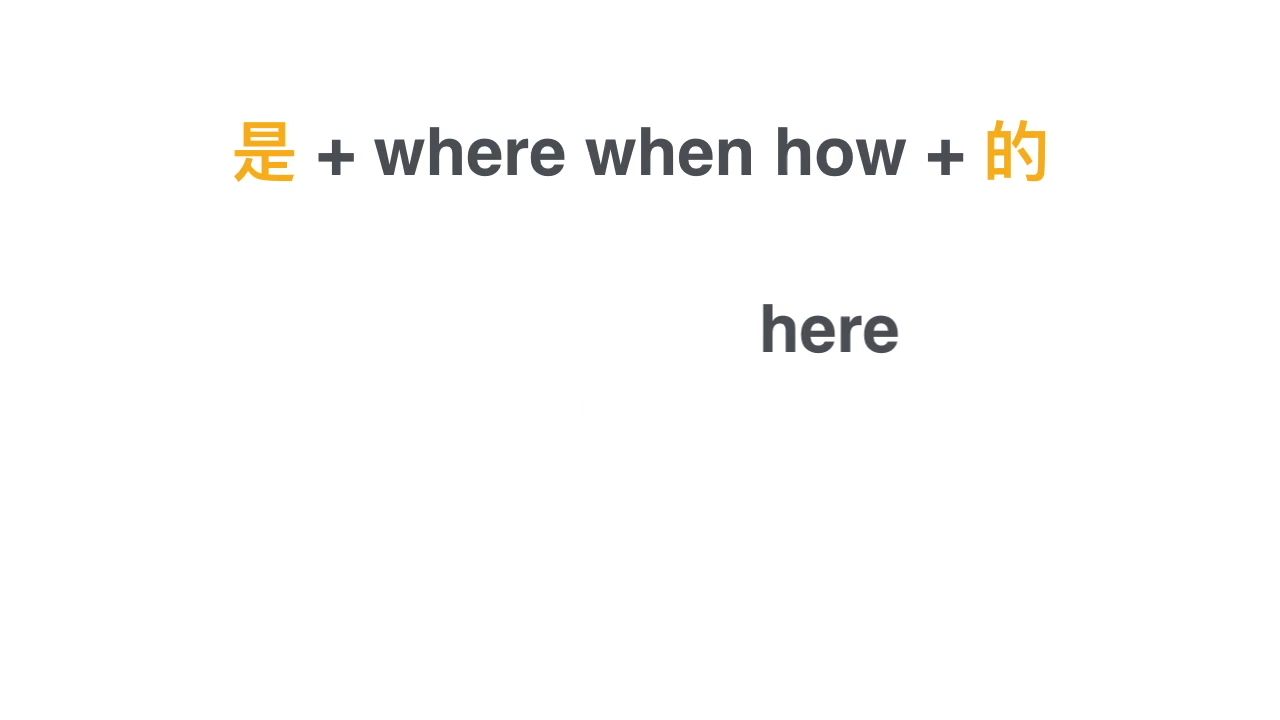 是 + where when how + 的
here